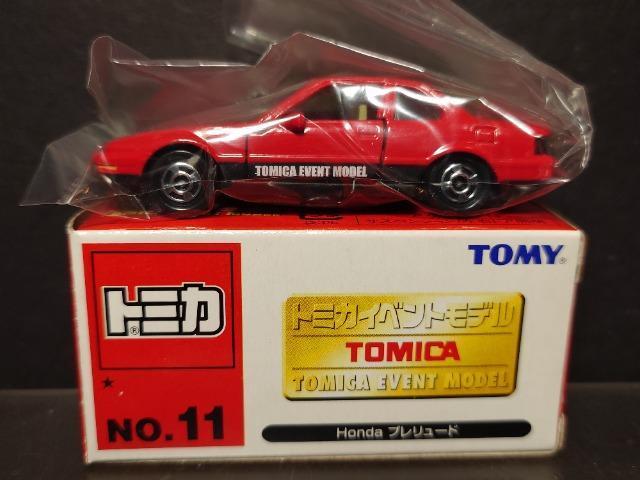 TOMICA EVENT MODEL
TOMY
トミカ
トミカイベントモデル
TOMICA
TOMICA EVENT MODEL
NO.11
Honda プレリュード